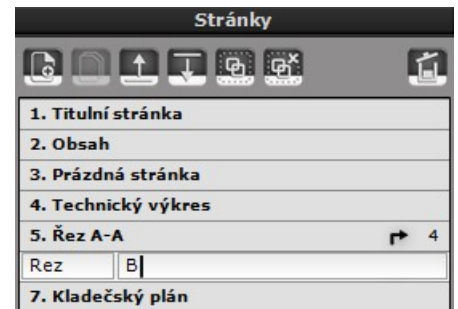 Stránky
1. Titulní stránka
2. Obsah
3. Prázdná stránka
4. Technický výkres
5. Řez A-A 4
Rez B
7. Kladečský plán